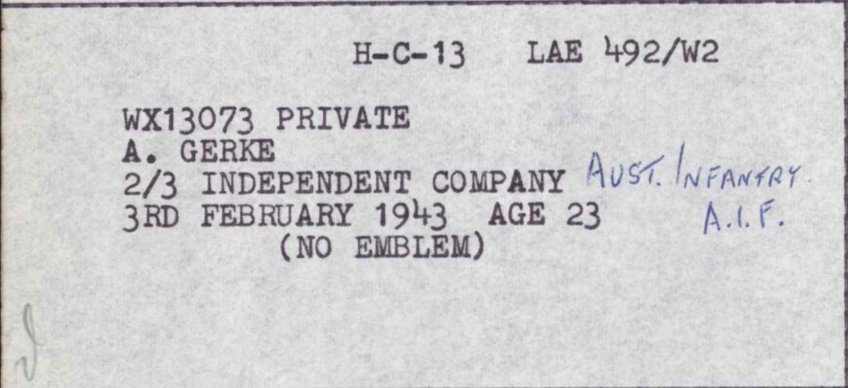 H-C-13 LAE 492/W2
WX13073 PRIVATE
A. GERKE
2/3 INDEPENDENT COMPANY AUST. INFANTRY.
3RD FEBRUARY 1943 AGE 23 A.I.F.
(NO EMBLEM)